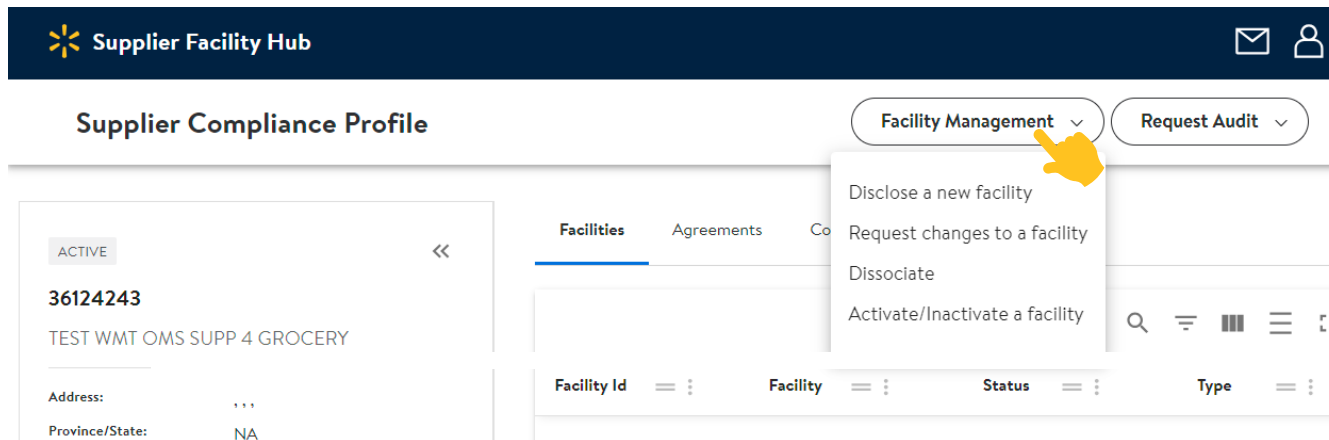 Supplier Facility Hub
Supplier Compliance Profile
Facility Management
Request Audit
Disclose a new facility
Request changes to a facility
Dissociate
Activate/Inactivate a facility
ACTIVE
36124243
TEST WMT OMS SUPP 4 GROCERY
Address: , , ,
Province/State: NA
Facilities Agreements Co
Facility Id Facility Status Type